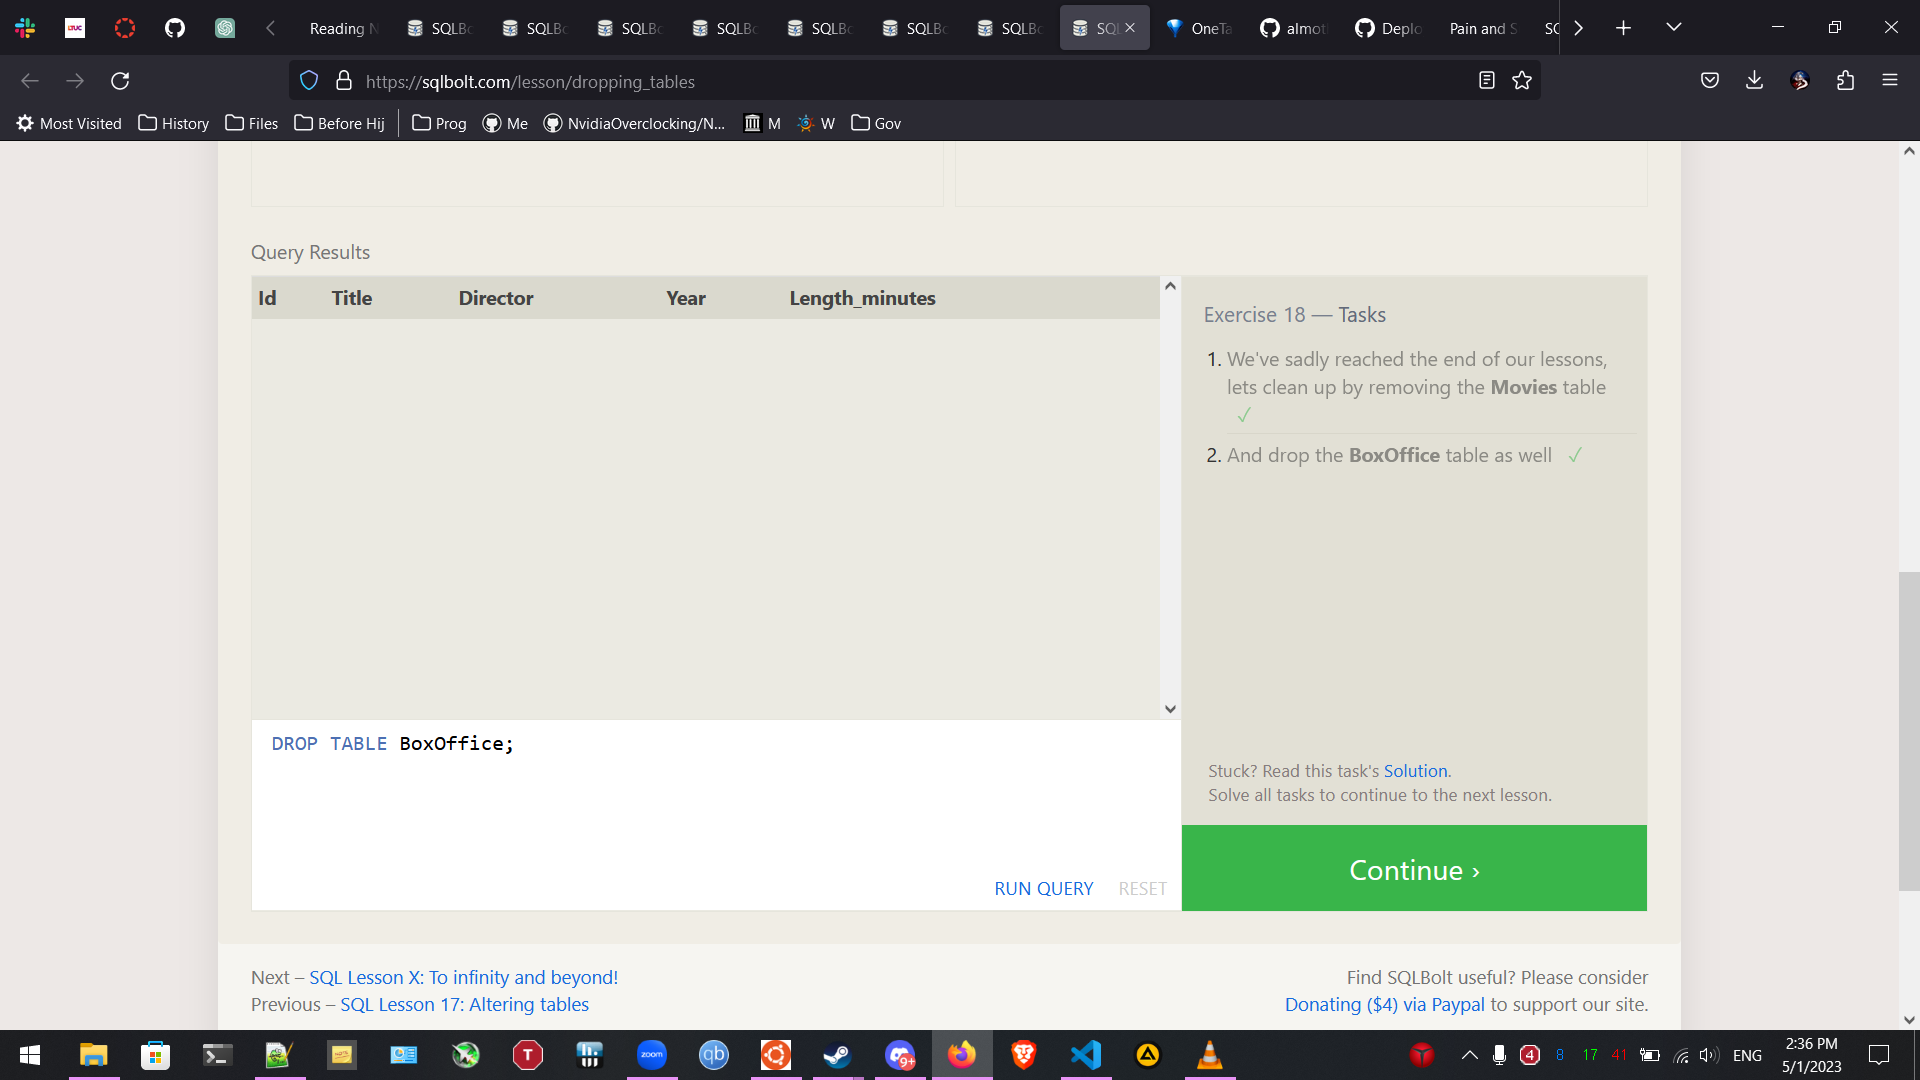 Reading N
SQLBo
SQLBo
SQLBo
SQLBo
SQLBo
SQLBo
SQLBo
SQL
OneTa
almot
Deplo
Pain and S
SC
https://sqlbolt.com/lesson/dropping_tables
Most Visited
History
Files
Before Hij
Prog
Me
NvidiaOverclocking/N...
M
W
Gov
Query Results
Id Title Director Year Length_minutes
Exercise 18 — Tasks
1. We've sadly reached the end of our lessons,
lets clean up by removing the Movies table
✓
2. And drop the BoxOffice table as well ✓
DROP TABLE BoxOffice;
Stuck? Read this task's Solution.
Solve all tasks to continue to the next lesson.
RUN QUERY RESET
Continue ›
Next – SQL Lesson X: To infinity and beyond!
Previous – SQL Lesson 17: Altering tables
Find SQLBolt useful? Please consider
Donating ($4) via Paypal to support our site.
T
zoom
qb
9+
4
8
17
41
ENG
2:36 PM
5/1/2023